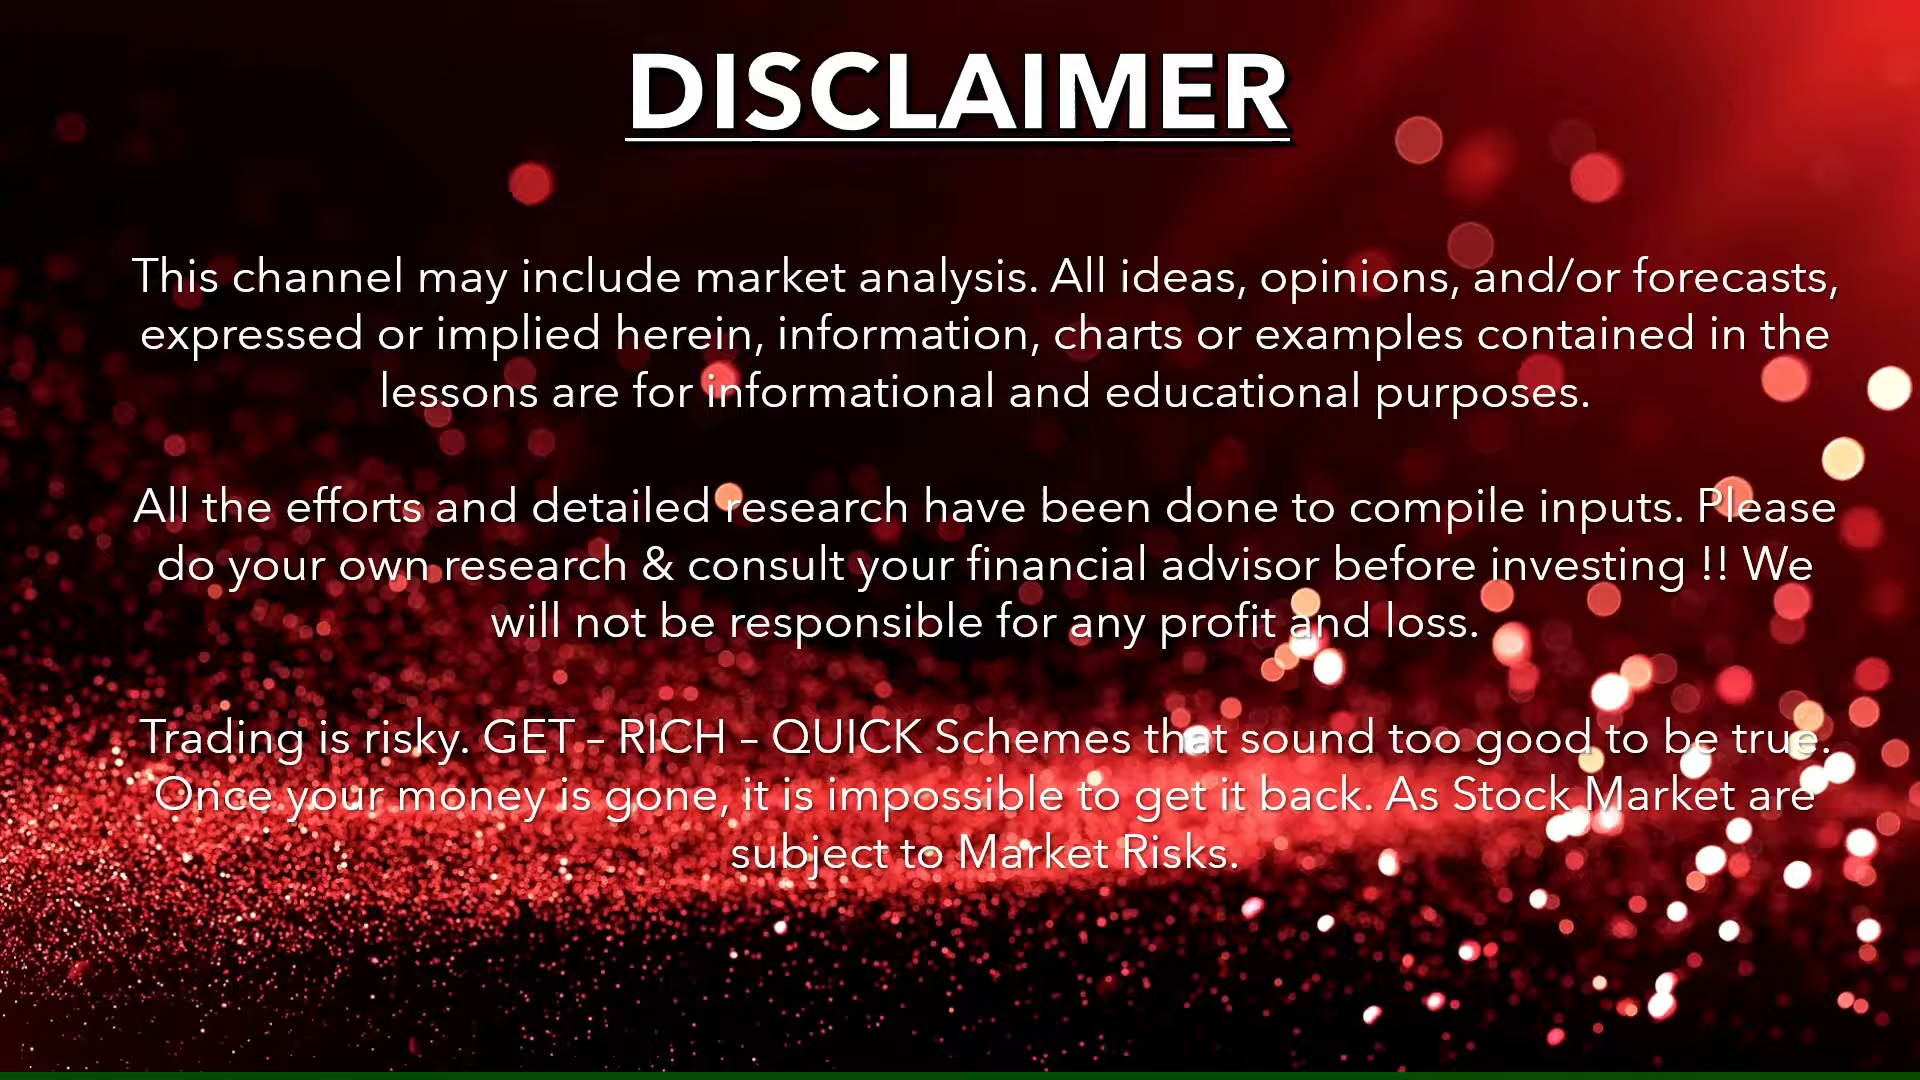 DISCLAIMER
This channel may include market analysis. All ideas, opinions, and/or forecasts,
expressed or implied herein, information, charts or examples contained in the
lessons are for informational and educational purposes.
All the efforts and detailed research have been done to compile inputs. Please
do your own research & consult your financial advisor before investing !! We
will not be responsible for any profit and loss.
Trading is risky. GET – RICH – QUICK Schemes that sound too good to be true.
Once your money is gone, it is impossible to get it back. As Stock Market are
subject to Market Risks.